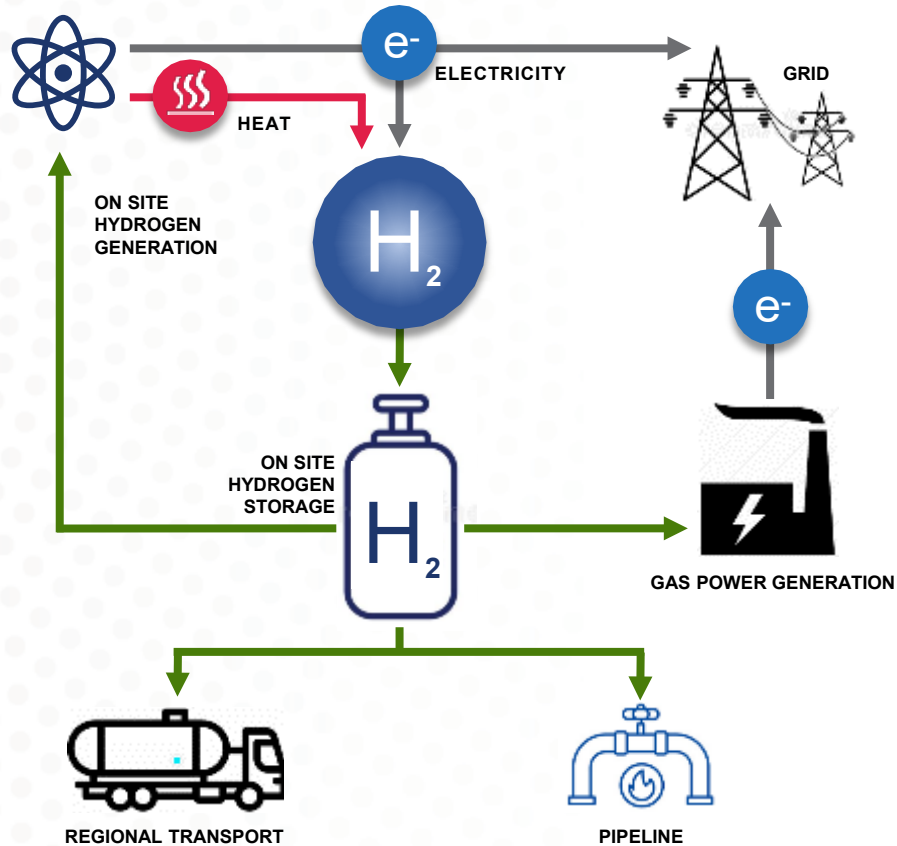 e-
ELECTRICITY
GRID
HEAT
ON SITE
HYDROGEN
GENERATION
H2
e-
ON SITE
HYDROGEN
STORAGE
H2
GAS POWER GENERATION
REGIONAL TRANSPORT
PIPELINE